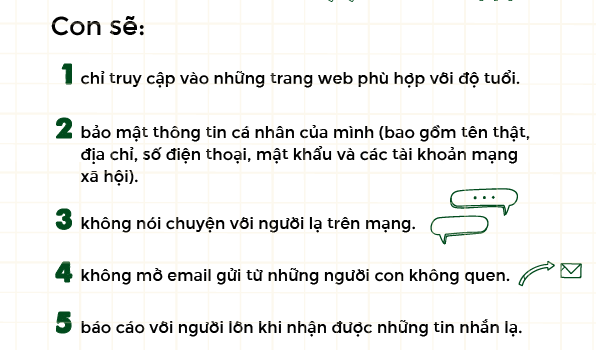 Con sẽ:
1 chỉ truy cập vào những trang web phù hợp với độ tuổi.
2 bảo mật thông tin cá nhân của mình (bao gồm tên thật,
địa chỉ, số điện thoại, mật khẩu và các tài khoản mạng
xã hội).
3 không nói chuyện với người lạ trên mạng.
4 không mở email gửi từ những người con không quen.
5 báo cáo với người lớn khi nhận được những tin nhắn lạ.